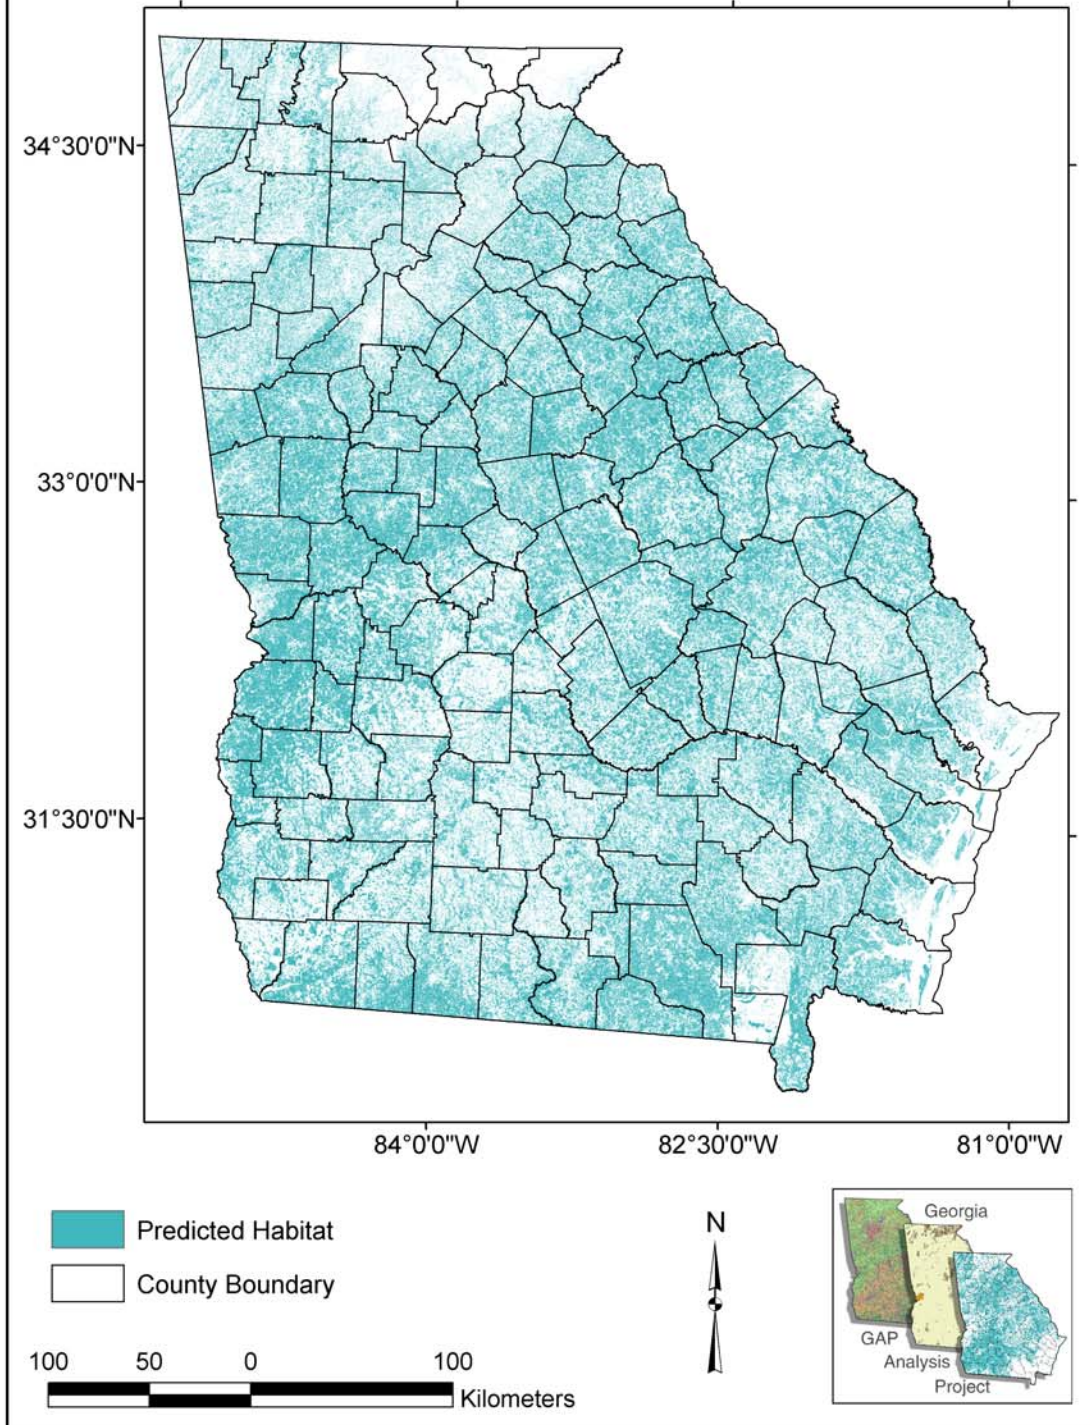 34°30'0"N
33°0'0"N
31°30'0"N
84°0'0"W 82°30'0"W 81°0'0"W
Predicted Habitat
County Boundary
N
100 50 0 100
Kilometers
Georgia
GAP
Analysis
Project